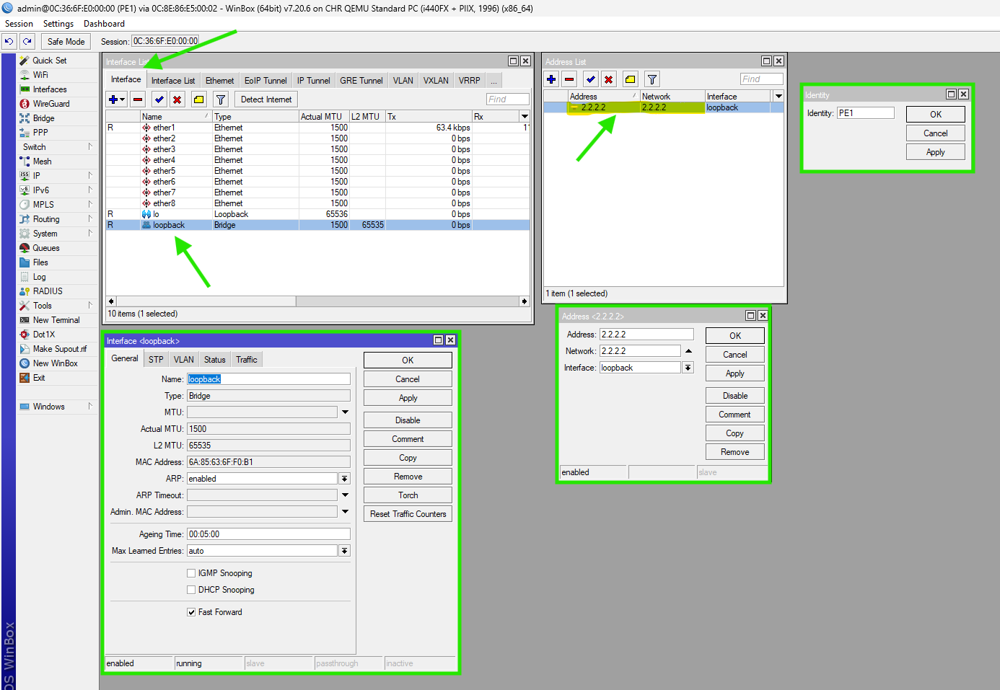 admin@0C:36:6F:E0:00:00 (PE1) via 0C:8E:86:E5:00:02 - WinBox (64bit) v7.20.6 on CHR QEMU Standard PC (i440FX + PIIX, 1996) (x86_64)
Session Settings Dashboard
Safe Mode Session: 0C:36:6F:E0:00:00
Quick Set
WiFi
Interfaces
WireGuard
Bridge
PPP
Switch
Mesh
IP
IPv6
MPLS
Routing
System
Queues
Files
Log
RADIUS
Tools
New Terminal
Dot1X
Make Supout.rif
New WinBox
Exit
Windows
OS WinBox
Interface List
Interface Interface List Ethernet EoIP Tunnel IP Tunnel GRE Tunnel VLAN VXLAN VRRP ...
Detect Internet Find
Name Type Actual MTU L2 MTU Tx Rx
R ether1 Ethernet 1500 63.4 kbps 11
ether2 Ethernet 1500 0 bps
ether3 Ethernet 1500 0 bps
ether4 Ethernet 1500 0 bps
ether5 Ethernet 1500 0 bps
ether6 Ethernet 1500 0 bps
ether7 Ethernet 1500 0 bps
ether8 Ethernet 1500 0 bps
R lo Loopback 65536 0 bps
R loopback Bridge 1500 65535 0 bps
10 items (1 selected)
Address List
Find
Address Network Interface
2.2.2.2 2.2.2.2 loopback
1 item (1 selected)
Identity
Identity: PE1
OK
Cancel
Apply
Interface <loopback>
General STP VLAN Status Traffic
Name: loopback
Type: Bridge
MTU:
Actual MTU: 1500
L2 MTU: 65535
MAC Address: 6A:85:63:6F:F0:B1
ARP: enabled
ARP Timeout:
Admin. MAC Address:
Ageing Time: 00:05:00
Max Learned Entries: auto
IGMP Snooping
DHCP Snooping
Fast Forward
OK
Cancel
Apply
Disable
Comment
Copy
Remove
Torch
Reset Traffic Counters
enabled running slave passthrough inactive
Address <2.2.2.2>
Address: 2.2.2.2
Network: 2.2.2.2
Interface: loopback
OK
Cancel
Apply
Disable
Comment
Copy
Remove
enabled slave